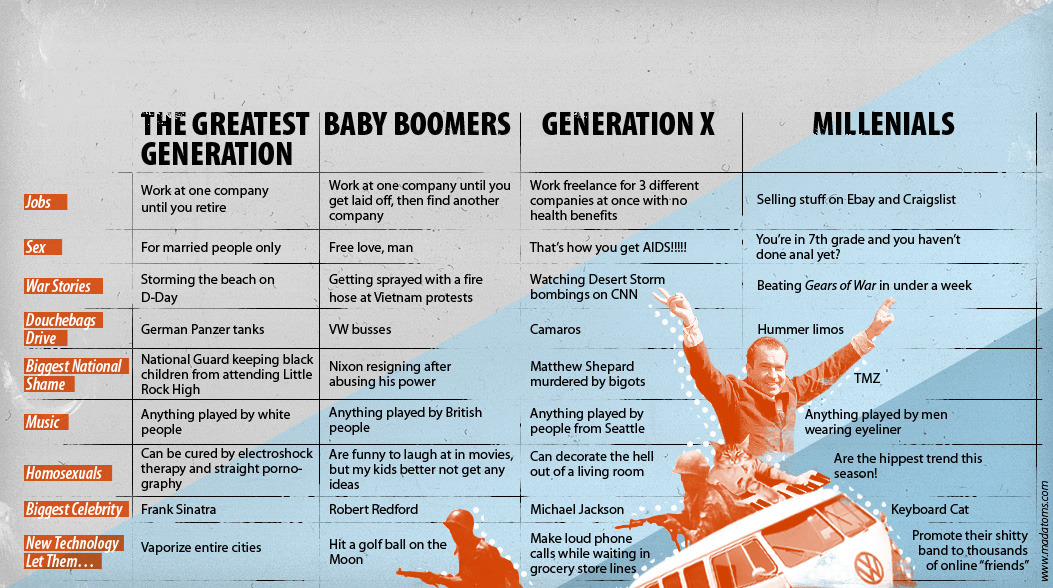 THE GREATEST
GENERATION
BABY BOOMERS
GENERATION X
MILLENIALS
Jobs
Work at one company
until you retire
Work at one company until you
get laid off, then find another
company
Work freelance for 3 different
companies at once with no
health benefits
Selling stuff on Ebay and Craigslist
Sex
For married people only
Free love, man
That's how you get AIDS!!!!!
You're in 7th grade and you haven't
done anal yet?
War Stories
Storming the beach on
D-Day
Getting sprayed with a fire
hose at Vietnam protests
Watching Desert Storm
bombings on CNN
Beating Gears of War in under a week
Douchebags
Drive
German Panzer tanks
VW busses
Camaros
Hummer limos
Biggest National
Shame
National Guard keeping black
children from attending Little
Rock High
Nixon resigning after
abusing his power
Matthew Shepard
murdered by bigots
TMZ
Music
Anything played by white
people
Anything played by British
people
Anything played by
people from Seattle
Anything played by men
wearing eyeliner
Homosexuals
Can be cured by electroshock
therapy and straight porno-
graphy
Are funny to laugh at in movies,
but my kids better not get any
ideas
Can decorate the hell
out of a living room
Are the hippest trend this
season!
Biggest Celebrity
Frank Sinatra
Robert Redford
Michael Jackson
Keyboard Cat
New Technology
Let Them...
Vaporize entire cities
Hit a golf ball on the
Moon
Make loud phone
calls while waiting in
grocery store lines
Promote their shitty
band to thousands
of online "friends"
www.madatoms.com